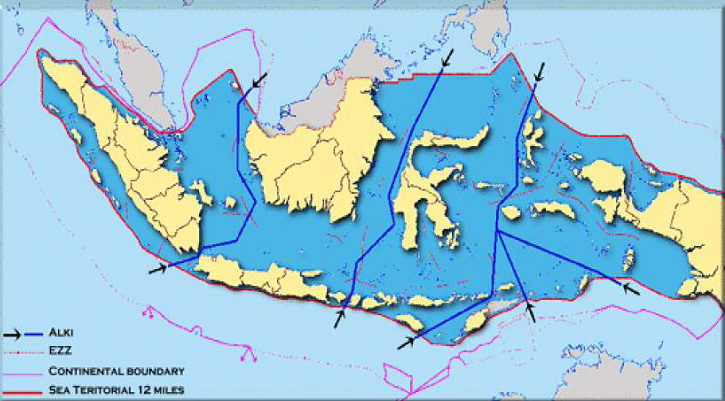 ALKI
EZZ
CONTINENTAL BOUNDARY
SEA TERITORIAL 12 MILES